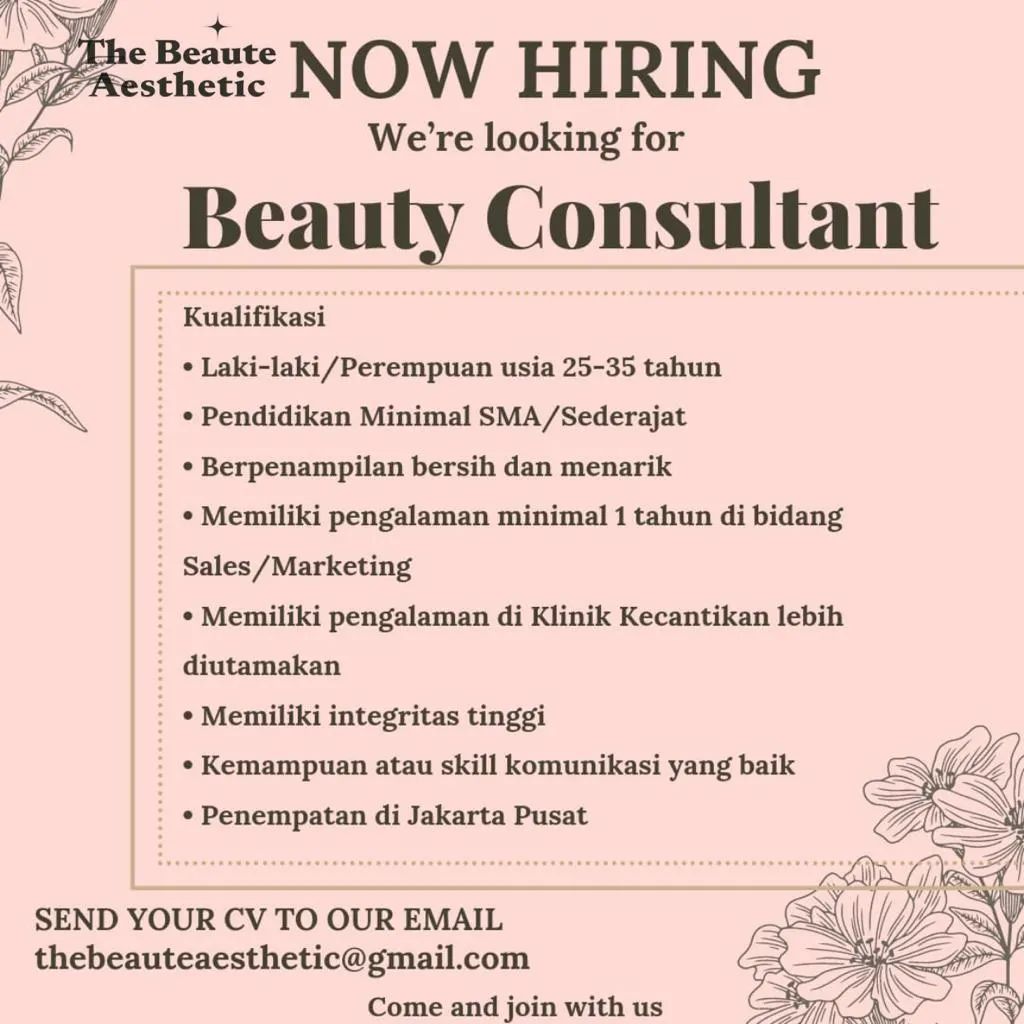 The Beaute
Aesthetic
NOW HIRING
We're looking for
Beauty Consultant
Kualifikasi
• Laki-laki/Perempuan usia 25-35 tahun
• Pendidikan Minimal SMA/Sederajat
• Berpenampilan bersih dan menarik
• Memiliki pengalaman minimal 1 tahun di bidang
Sales/Marketing
• Memiliki pengalaman di Klinik Kecantikan lebih
diutamakan
• Memiliki integritas tinggi
• Kemampuan atau skill komunikasi yang baik
• Penempatan di Jakarta Pusat
SEND YOUR CV TO OUR EMAIL
thebeauteaesthetic@gmail.com
Come and join with us